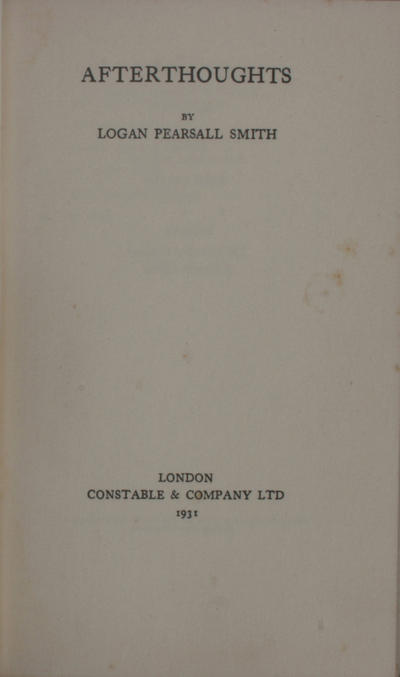 AFTERTHOUGHTS
BY
LOGAN PEARSALL SMITH
LONDON
CONSTABLE & COMPANY LTD
1931